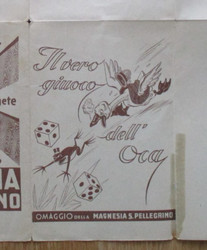 Il vero
giuoco
dell'
Oca
OMAGGIO DELLA MAGNESIA S. PELLEGRINO